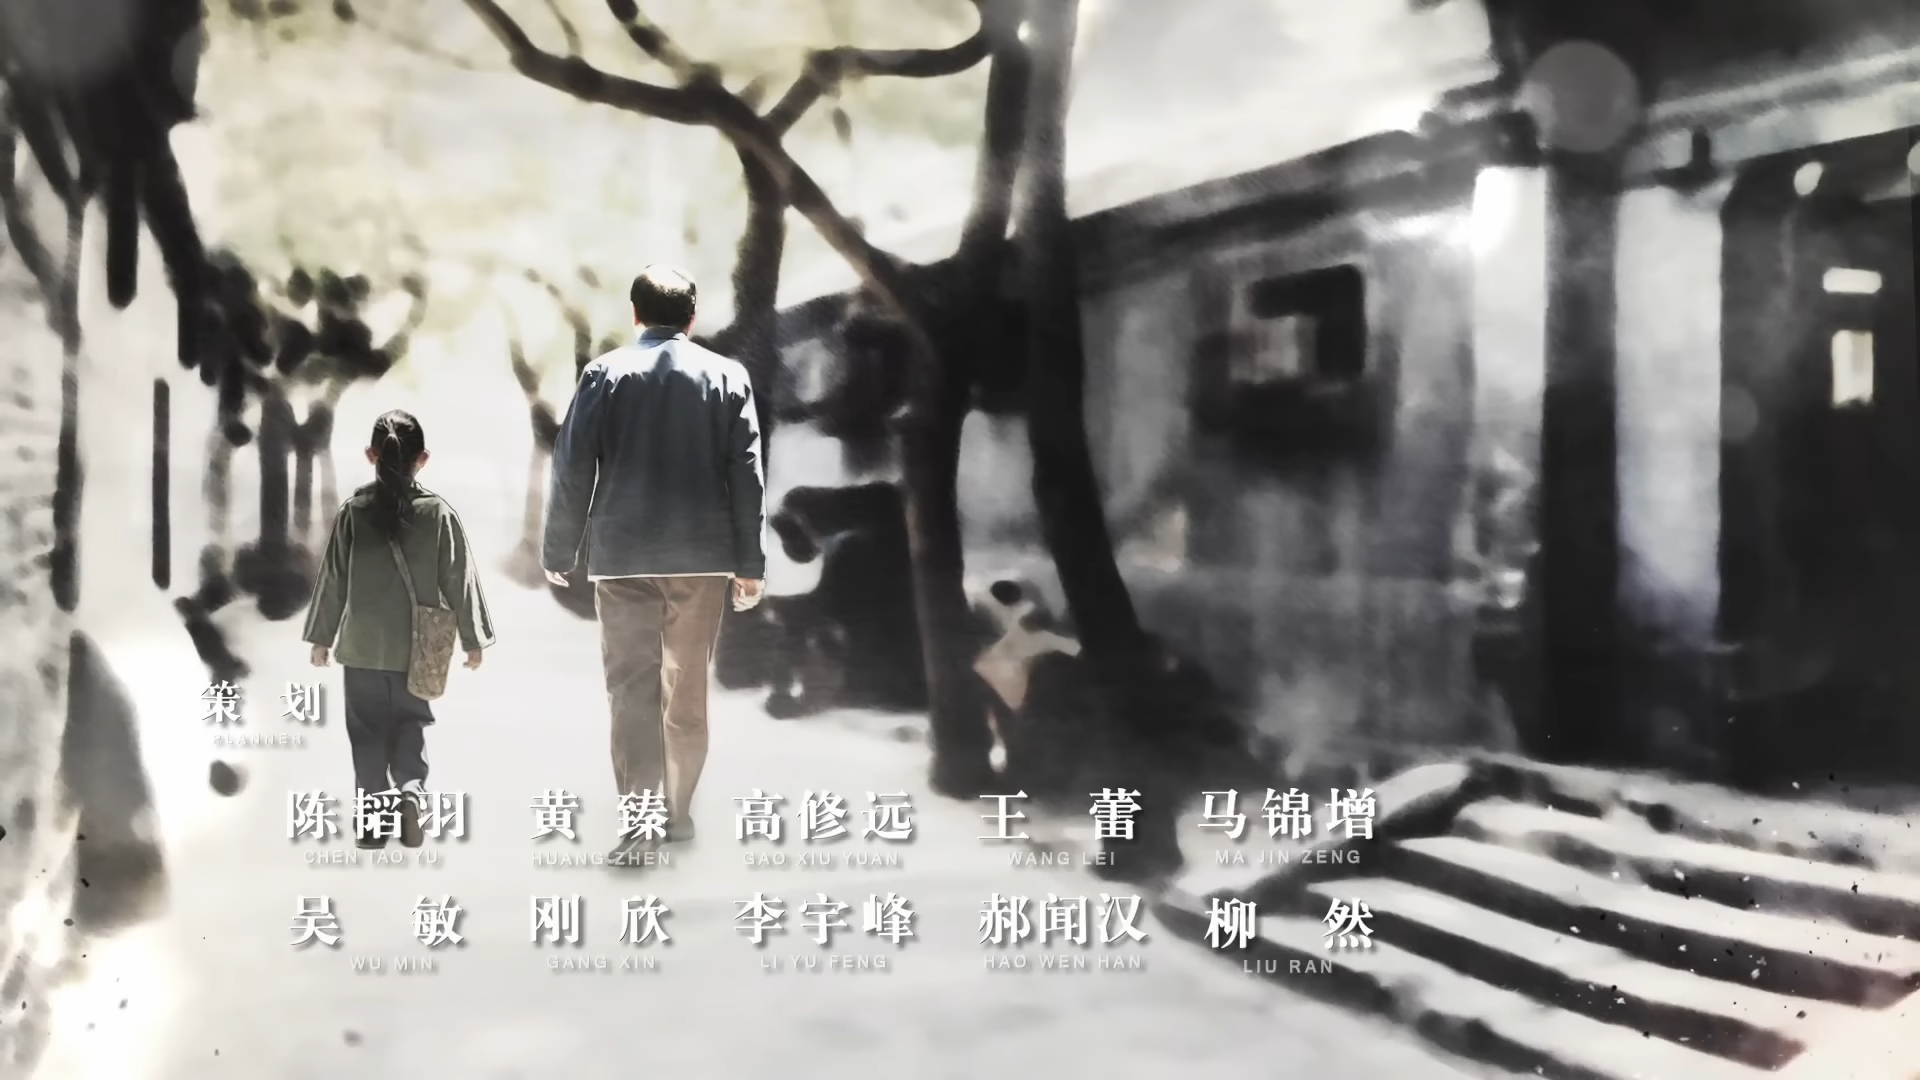 策 划
PLANNER
陈韬羽 黄 臻 高修远 王 蕾 马锦增
CHEN TAO YU HUANG ZHEN GAO XIU YUAN WANG LEI MA JIN ZENG
吴 敏 刚 欣 李宇峰 郝闻汉 柳 然
WU MIN GANG XIN LI YU FENG HAO WEN HAN LIU RAN